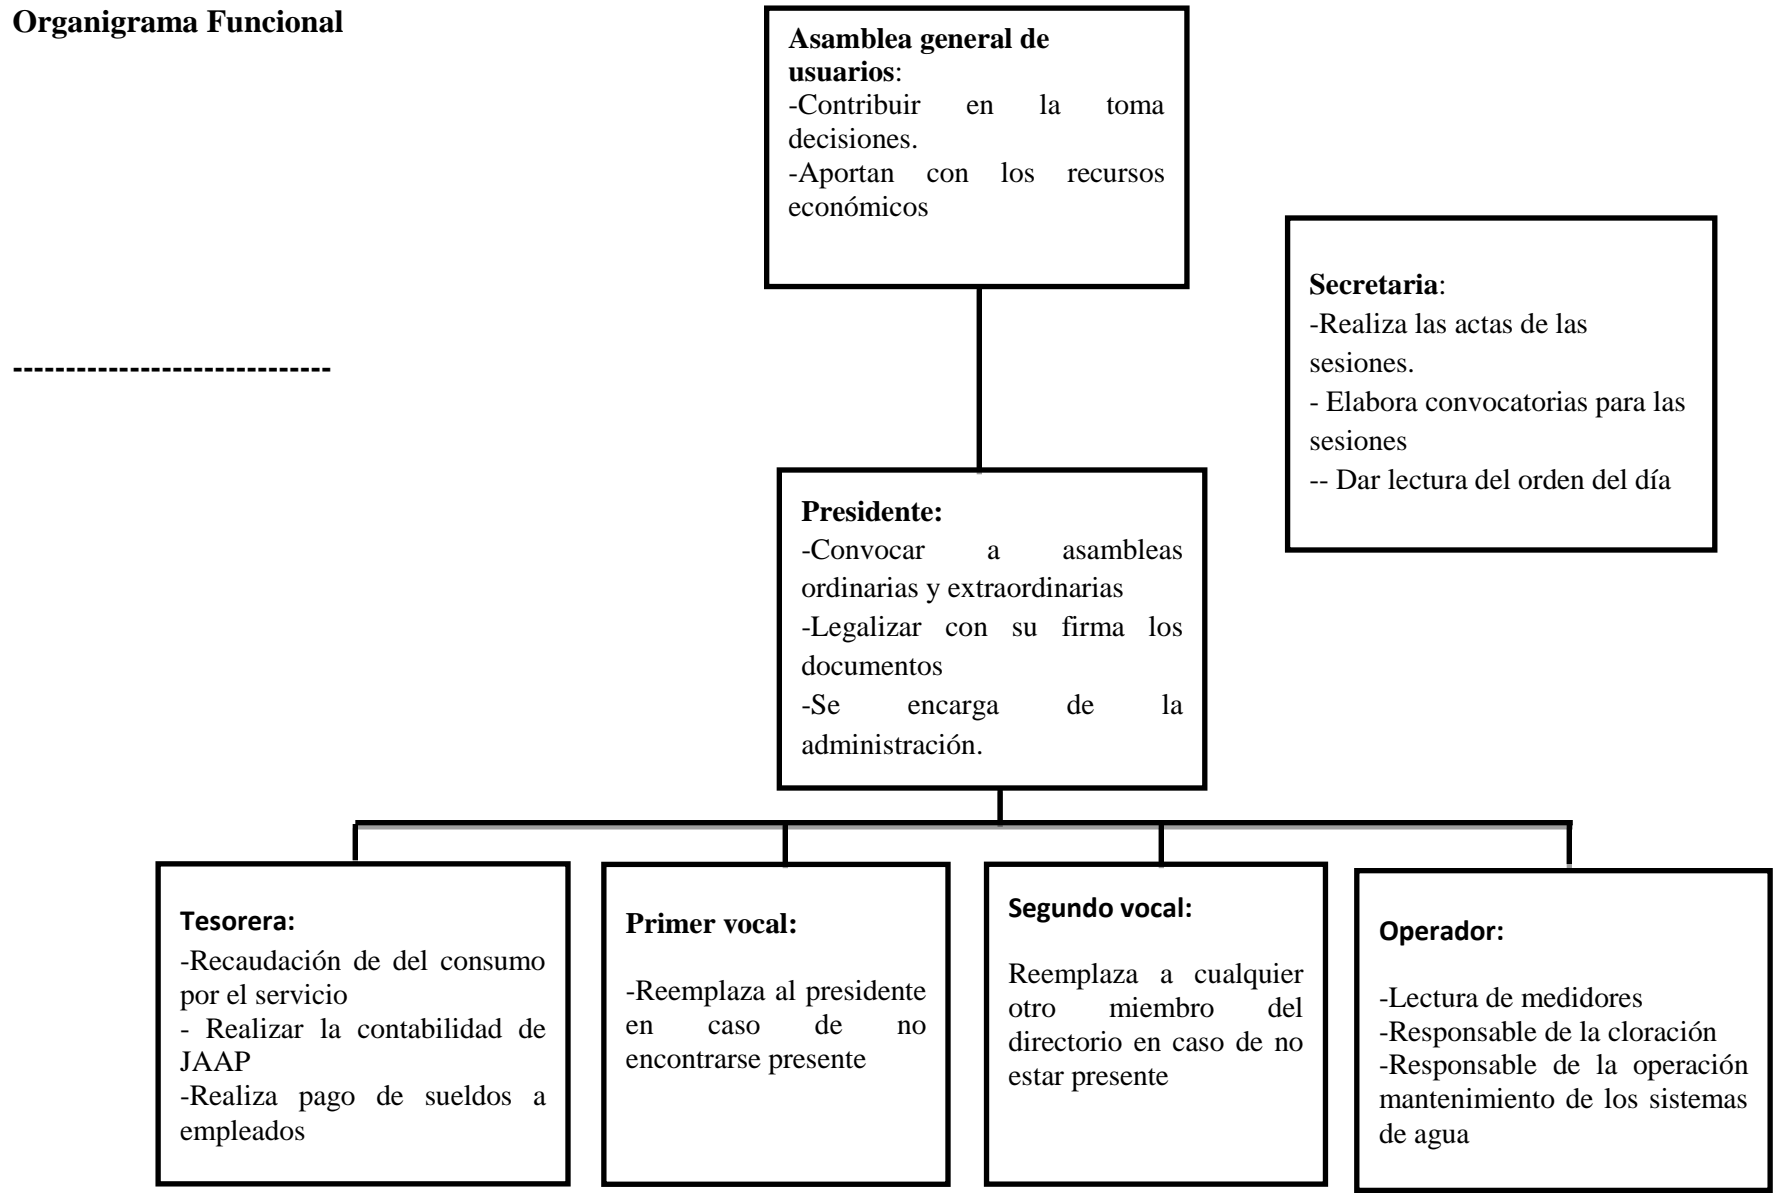 Organigrama Funcional
Asamblea general de
usuarios:
-Contribuir en la toma
decisiones.
-Aportan con los recursos
económicos
Secretaria:
-Realiza las actas de las
sesiones.
- Elabora convocatorias para las
sesiones
-- Dar lectura del orden del día
------------------------------
Presidente:
-Convocar a asambleas
ordinarias y extraordinarias
-Legalizar con su firma los
documentos
-Se encarga de la
administración.
Tesorera:
-Recaudación de del consumo
por el servicio
- Realizar la contabilidad de
JAAP
-Realiza pago de sueldos a
empleados
Primer vocal:
-Reemplaza al presidente
en caso de no
encontrarse presente
Segundo vocal:
Reemplaza a cualquier
otro miembro del
directorio en caso de no
estar presente
Operador:
-Lectura de medidores
-Responsable de la cloración
-Responsable de la operación
mantenimiento de los sistemas
de agua